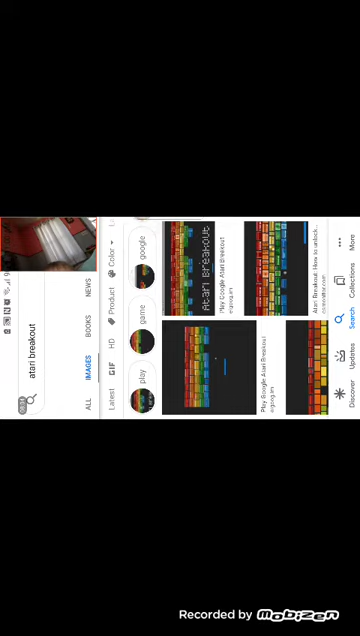 00:34
atari breakout
ALL
IMAGES
BOOKS
NEWS
Latest
GIF
HD
Product
Color
play
game
google
Atari Breakout
Play Google Atari Breakout
elgoog.im
Atari Breakout: How to unlock...
Play Google Atari Breakout
elgoog.im
Discover
Updates
Search
Collections
More
Recorded by
mobizen